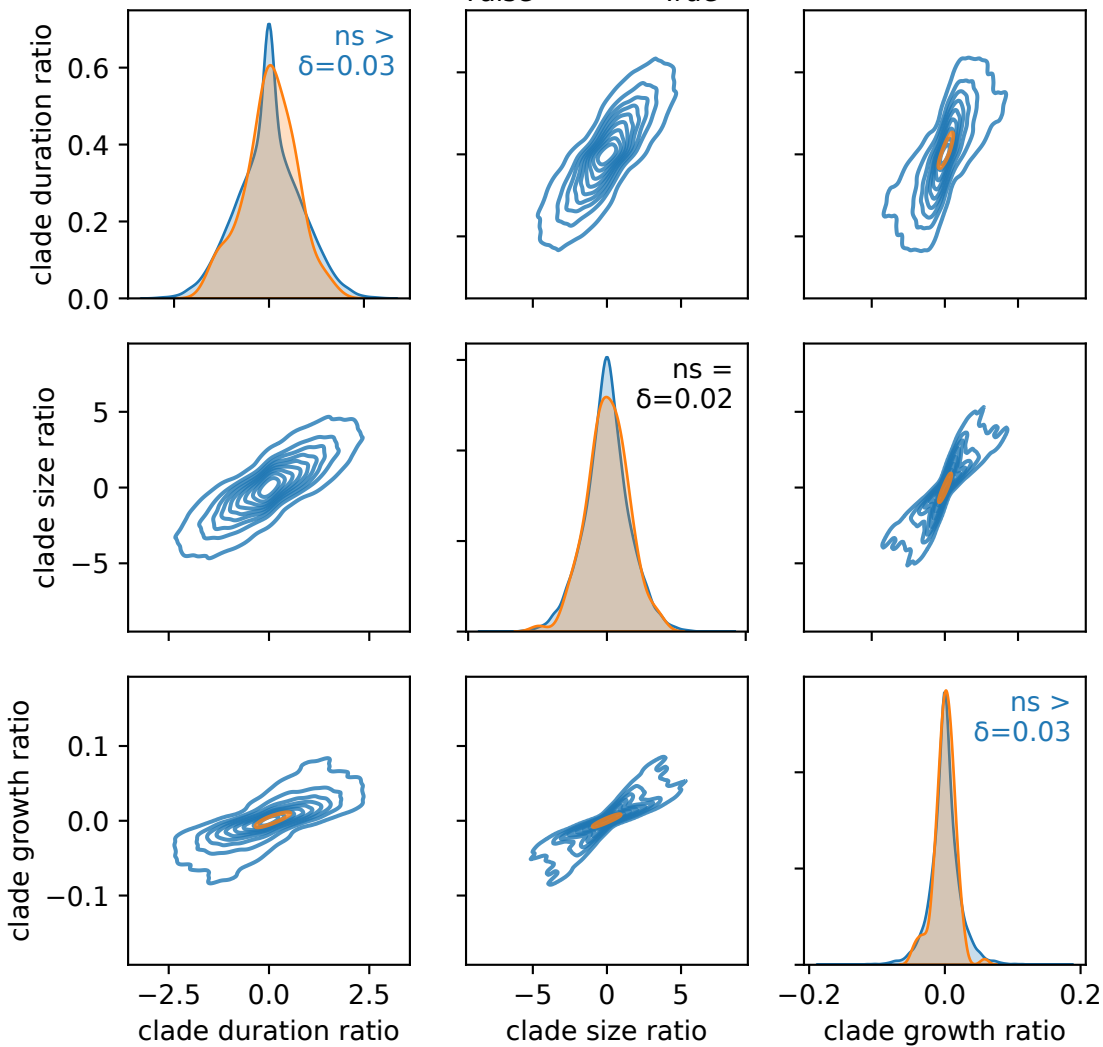 clade duration ratio
0.6
0.4
0.2
0.0
ns >
δ=0.03
clade size ratio
5
0
−5
ns =
δ=0.02
clade growth ratio
0.1
0.0
−0.1
ns >
δ=0.03
−2.5 0.0 2.5
clade duration ratio
−5 0 5
clade size ratio
−0.2 0.0 0.2
clade growth ratio